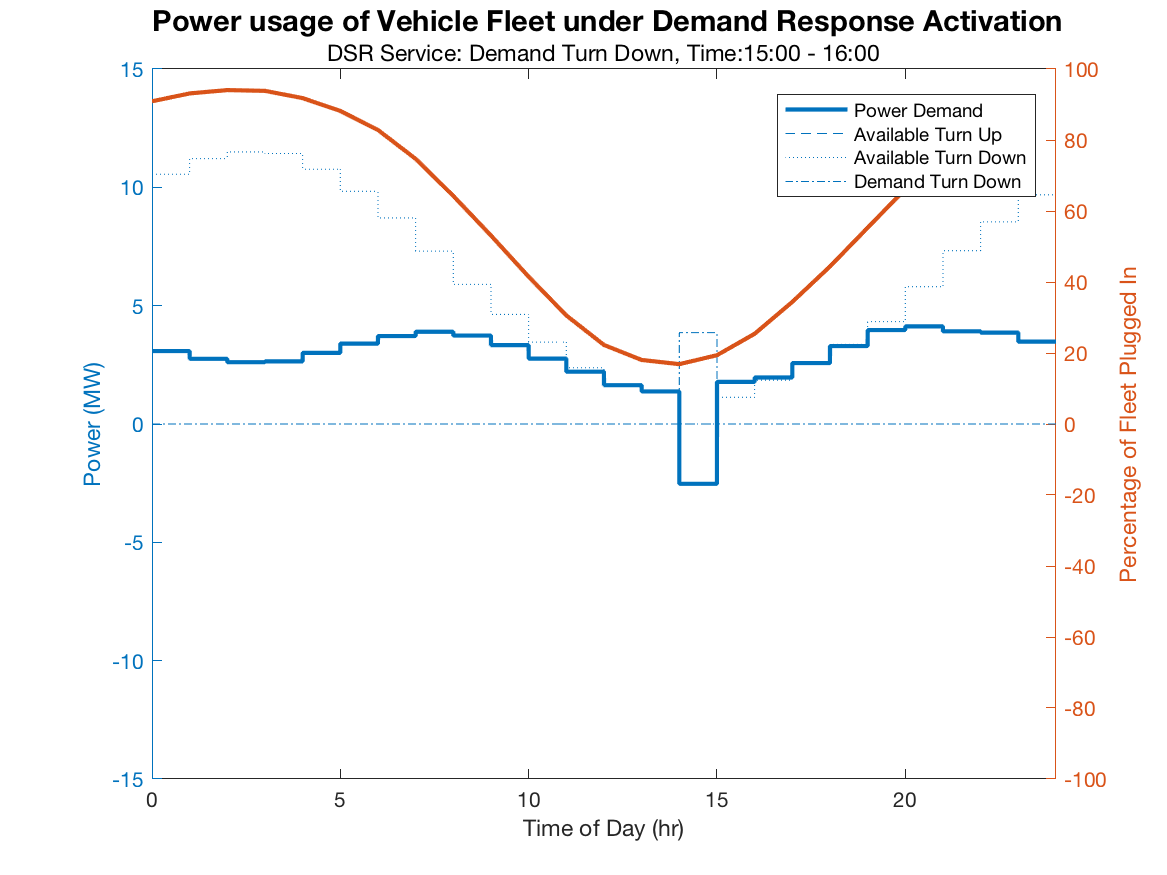 Power usage of Vehicle Fleet under Demand Response Activation
DSR Service: Demand Turn Down, Time:15:00 - 16:00
15
10
5
0
-5
-10
-15
Power (MW)
100
80
60
40
20
0
-20
-40
-60
-80
-100
Percentage of Fleet Plugged In
Power Demand
Available Turn Up
Available Turn Down
Demand Turn Down
0
5
10
15
20
Time of Day (hr)